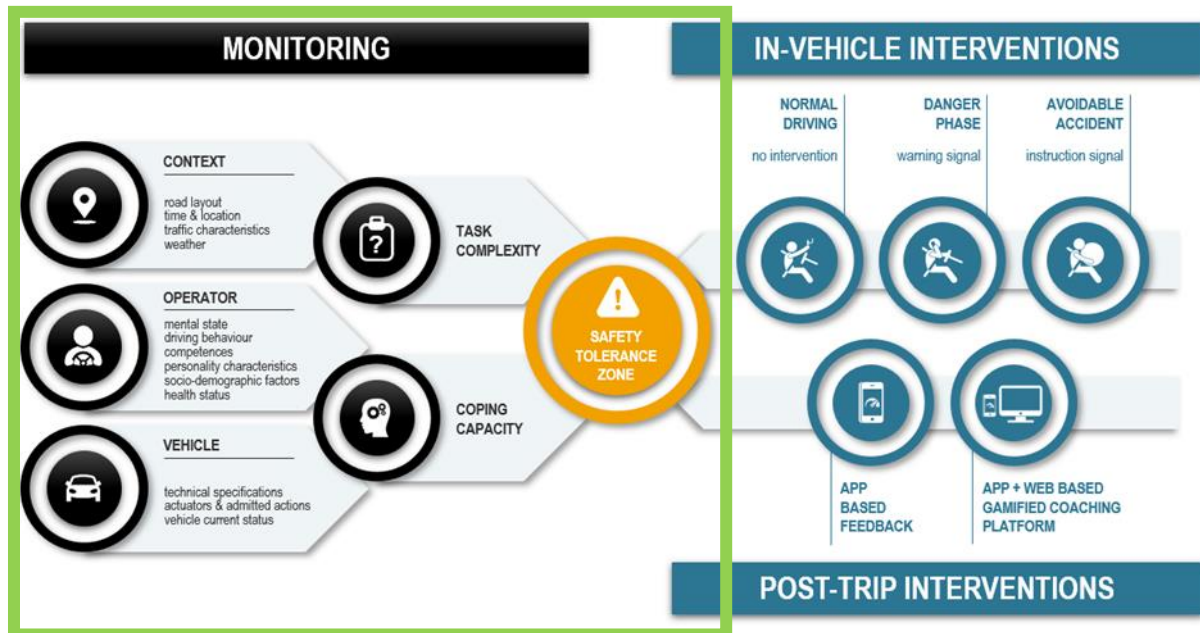 MONITORING
CONTEXT
road layout
time & location
traffic characteristics
weather
OPERATOR
mental state
driving behaviour
competences
personality characteristics
socio-demographic factors
health status
VEHICLE
technical specifications
actuators & admitted actions
vehicle current status
?
TASK
COMPLEXITY
COPING
CAPACITY
!
SAFETY
TOLERANCE
ZONE
IN-VEHICLE INTERVENTIONS
NORMAL
DRIVING
no intervention
DANGER
PHASE
warning signal
AVOIDABLE
ACCIDENT
instruction signal
APP
BASED
FEEDBACK
APP + WEB BASED
GAMIFIED COACHING
PLATFORM
POST-TRIP INTERVENTIONS